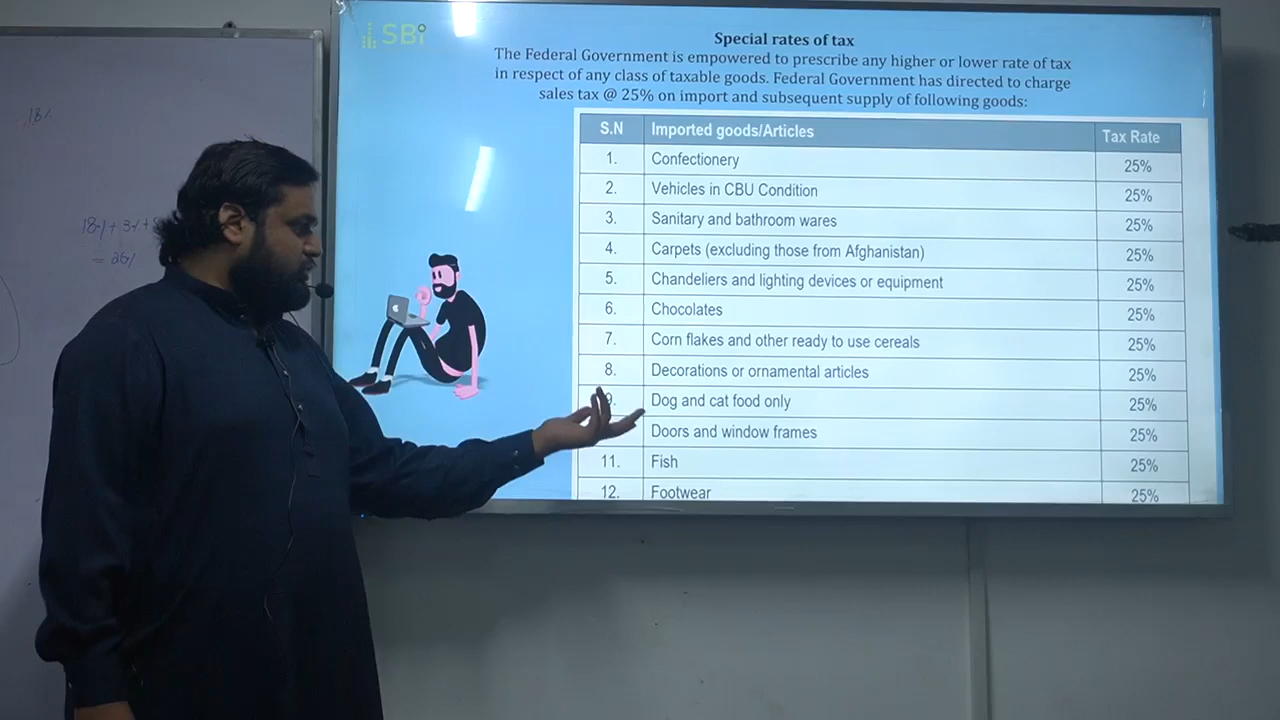 SBi
Special rates of tax
The Federal Government is empowered to prescribe any higher or lower rate of tax
in respect of any class of taxable goods. Federal Government has directed to charge
sales tax @ 25% on import and subsequent supply of following goods:
S.N Imported goods/Articles Tax Rate
1. Confectionery 25%
2. Vehicles in CBU Condition 25%
3. Sanitary and bathroom wares 25%
4. Carpets (excluding those from Afghanistan) 25%
5. Chandeliers and lighting devices or equipment 25%
6. Chocolates 25%
7. Corn flakes and other ready to use cereals 25%
8. Decorations or ornamental articles 25%
9. Dog and cat food only 25%
Doors and window frames 25%
11. Fish 25%
12. Footwear 25%
18%
18% + 3% +